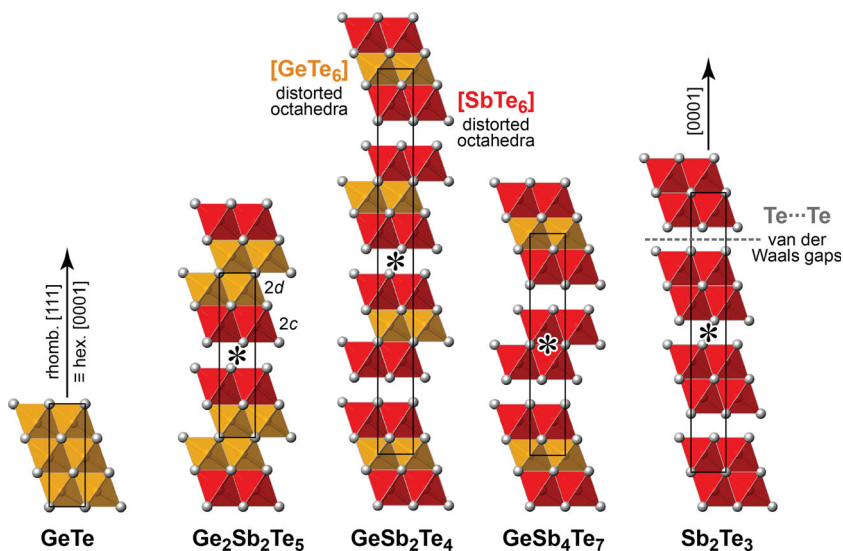 [GeTe6]
distorted
octahedra
[SbTe6]
distorted
octahedra
[0001]
Te···Te
van der
Waals gaps
rhomb. [111]
≡ hex. [0001]
2d
2c
*
*
*
*
GeTe
Ge2Sb2Te5
GeSb2Te4
GeSb4Te7
Sb2Te3